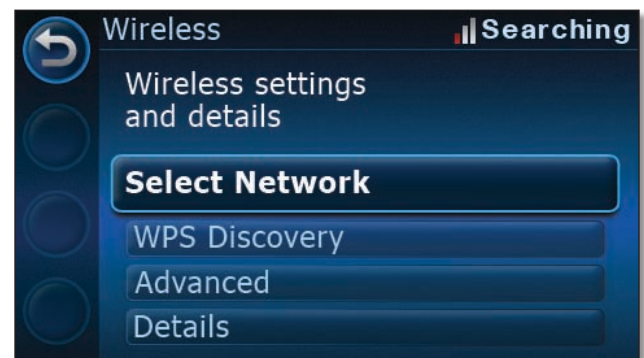 Wireless
Searching
Wireless settings
and details
Select Network
WPS Discovery
Advanced
Details